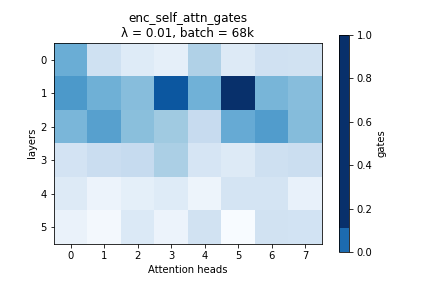 enc_self_attn_gates
λ = 0.01, batch = 68k
layers
0
1
2
3
4
5
0 1 2 3 4 5 6 7
Attention heads
1.0
0.8
0.6
0.4
0.2
0.0
gates